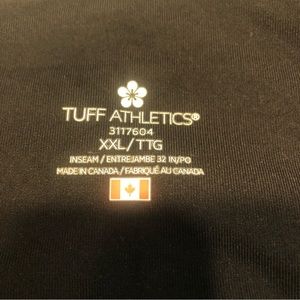 TUFF ATHLETICS®
3117604
XXL/TTG
INSEAM/ENTREJAMBE 32 IN/PO
MADE IN CANADA/FABRIQUÉ AU CANADA